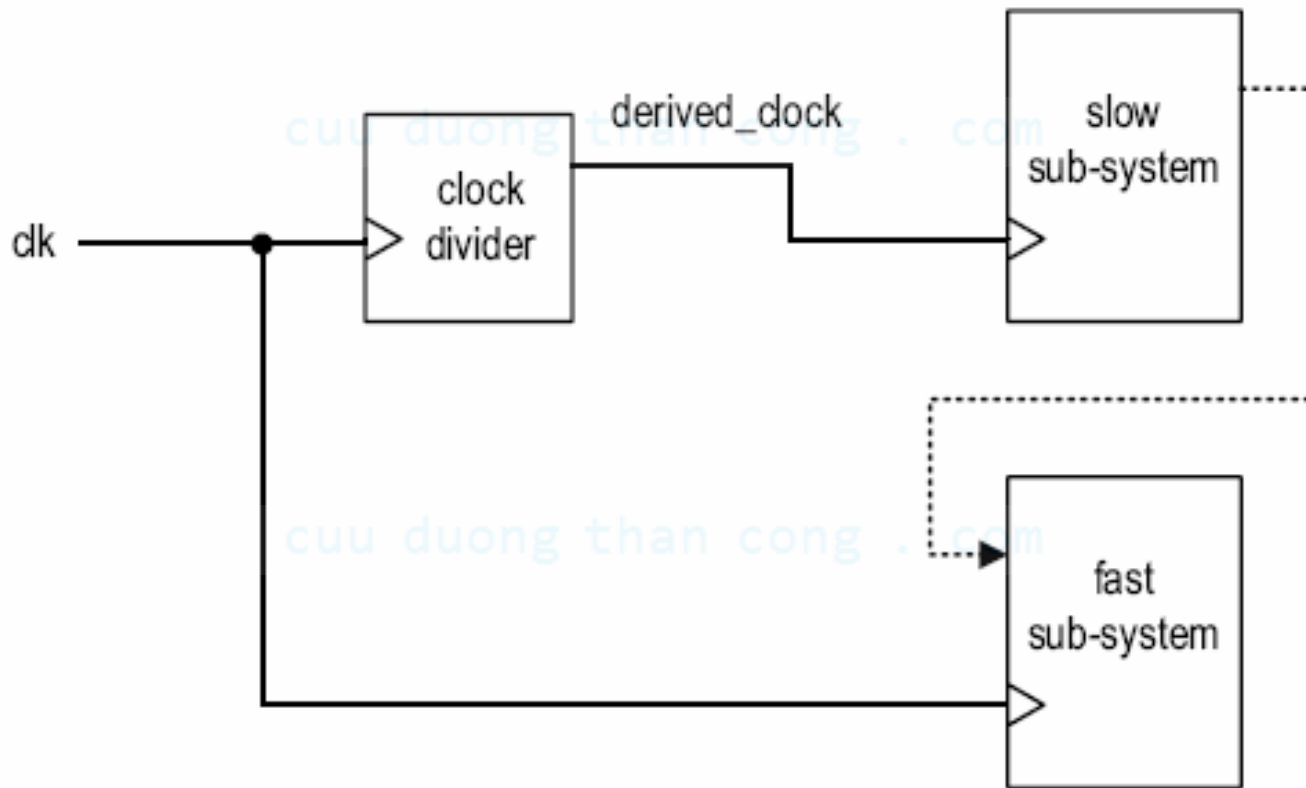 derived_clock
cuu duong than cong . com
clk
clock
divider
slow
sub-system
cuu duong than cong . com
fast
sub-system